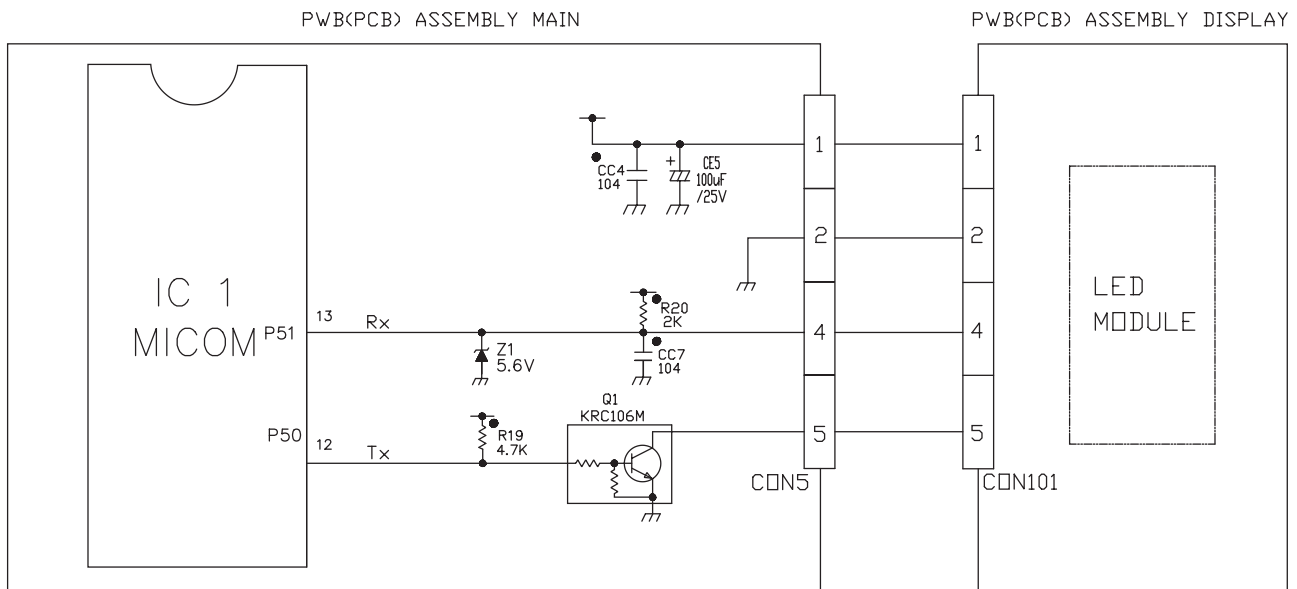 PWB(PCB) ASSEMBLY MAIN
PWB(PCB) ASSEMBLY DISPLAY
IC 1
MICOM
P51
13
Rx
P50
12
Tx
Z1
5.6V
R19
4.7K
CC4
104
+
CE5
100uF
/25V
R20
2K
CC7
104
Q1
KRC106M
1
2
4
5
CON5
1
2
4
5
CON101
LED
MODULE